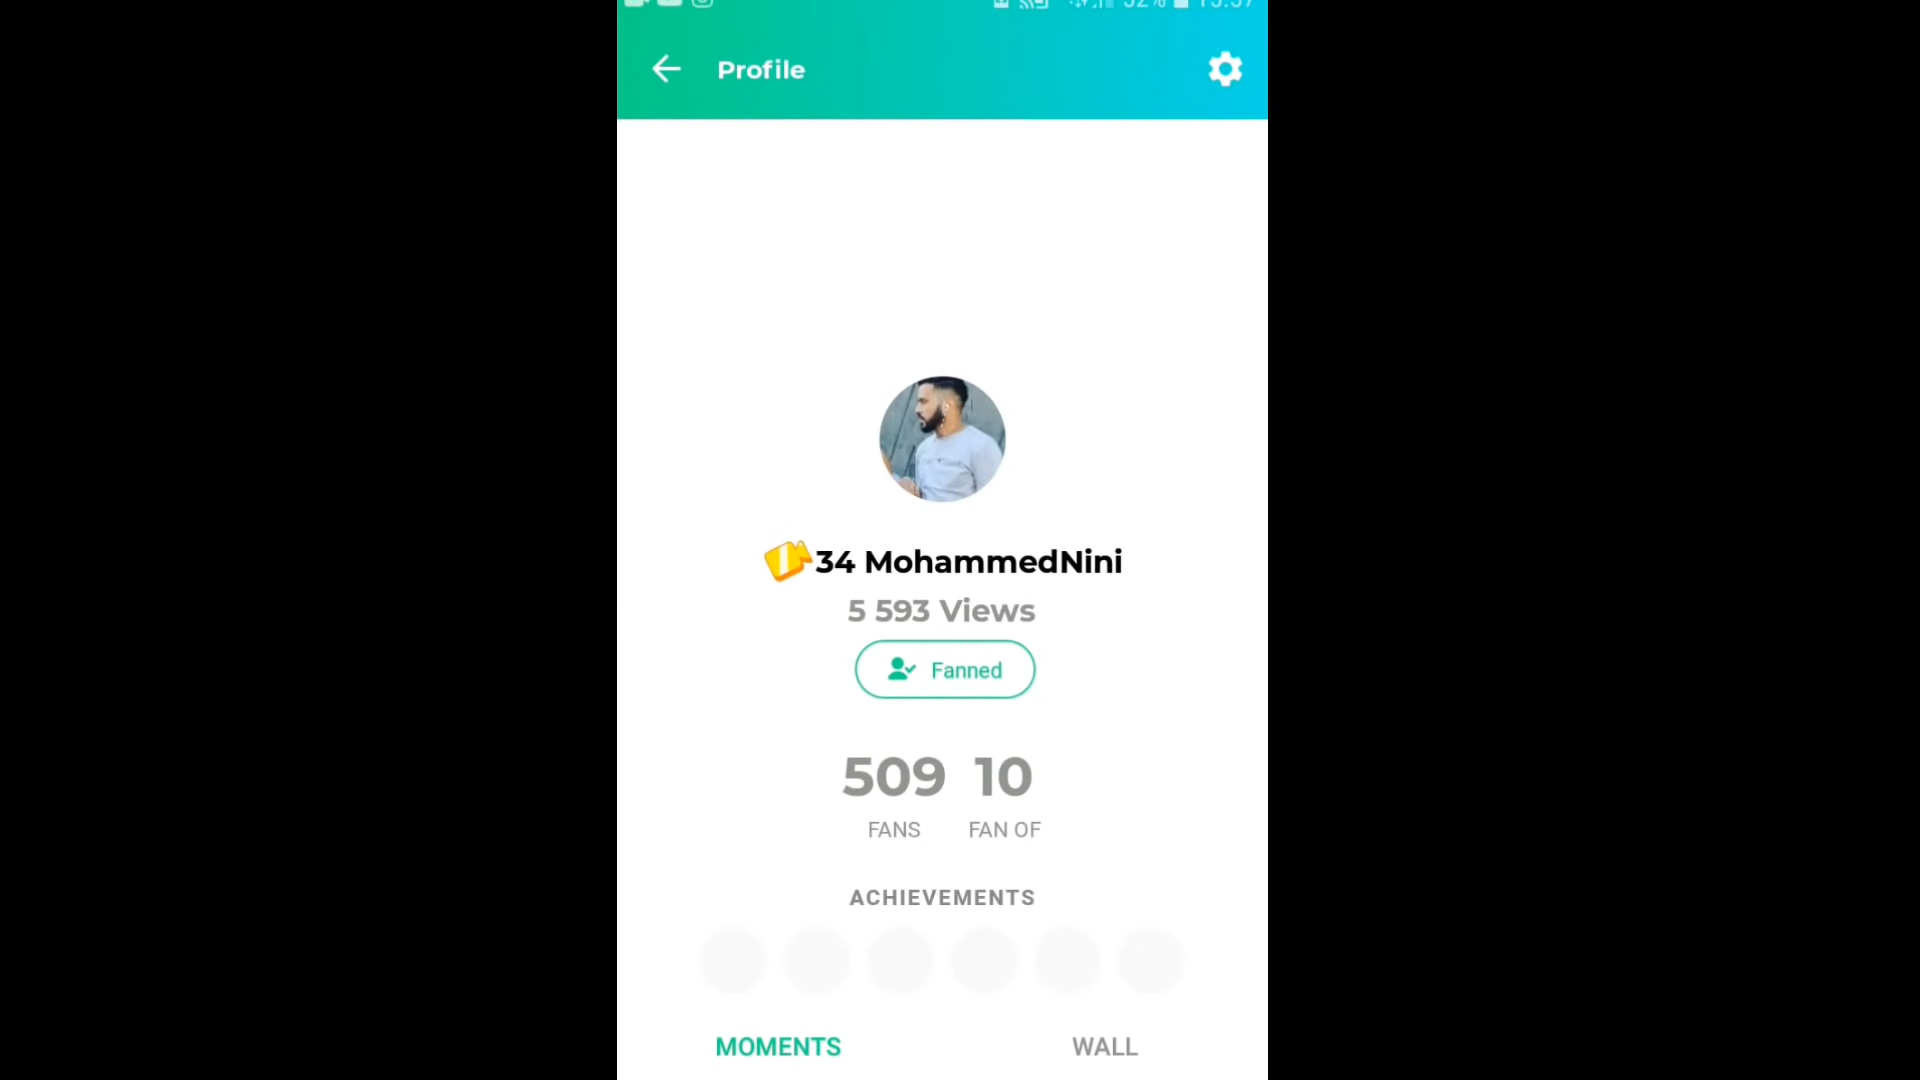 Profile
34 MohammedNini
5 593 Views
Fanned
509 10
FANS FAN OF
ACHIEVEMENTS
MOMENTS WALL